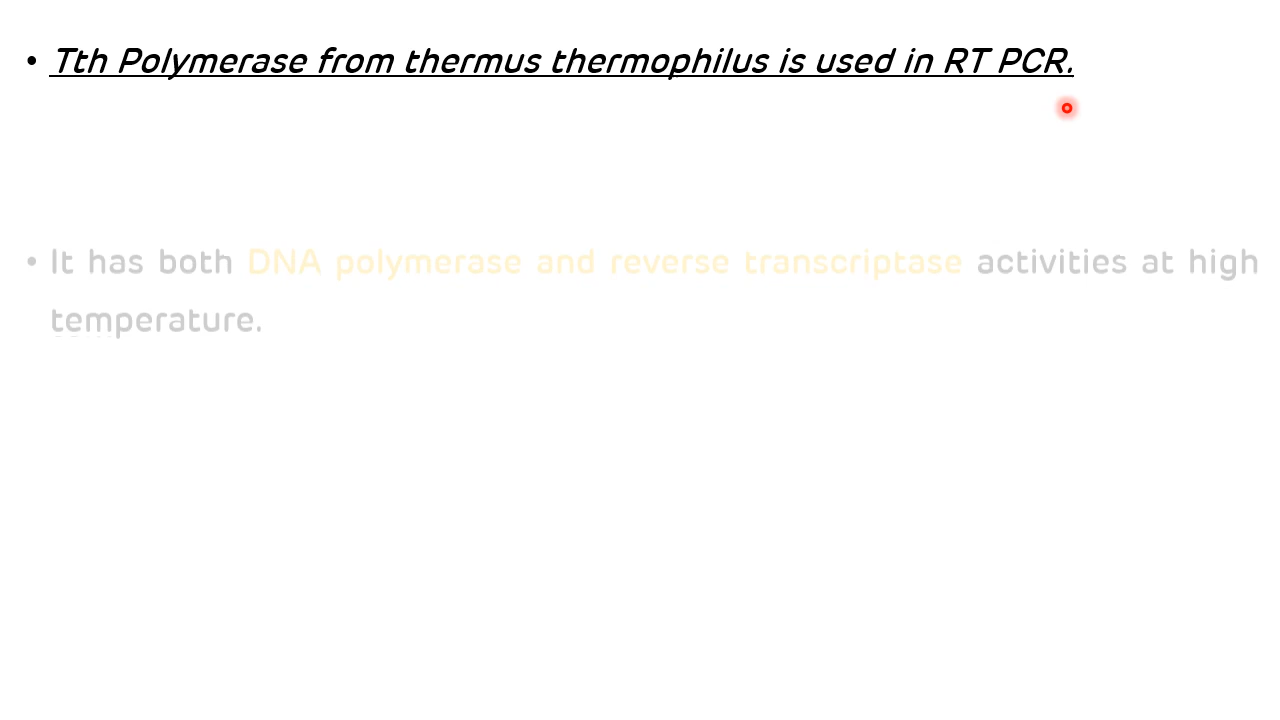 • Tth Polymerase from thermus thermophilus is used in RT PCR.
• It has both DNA polymerase and reverse transcriptase activities at high
temperature.